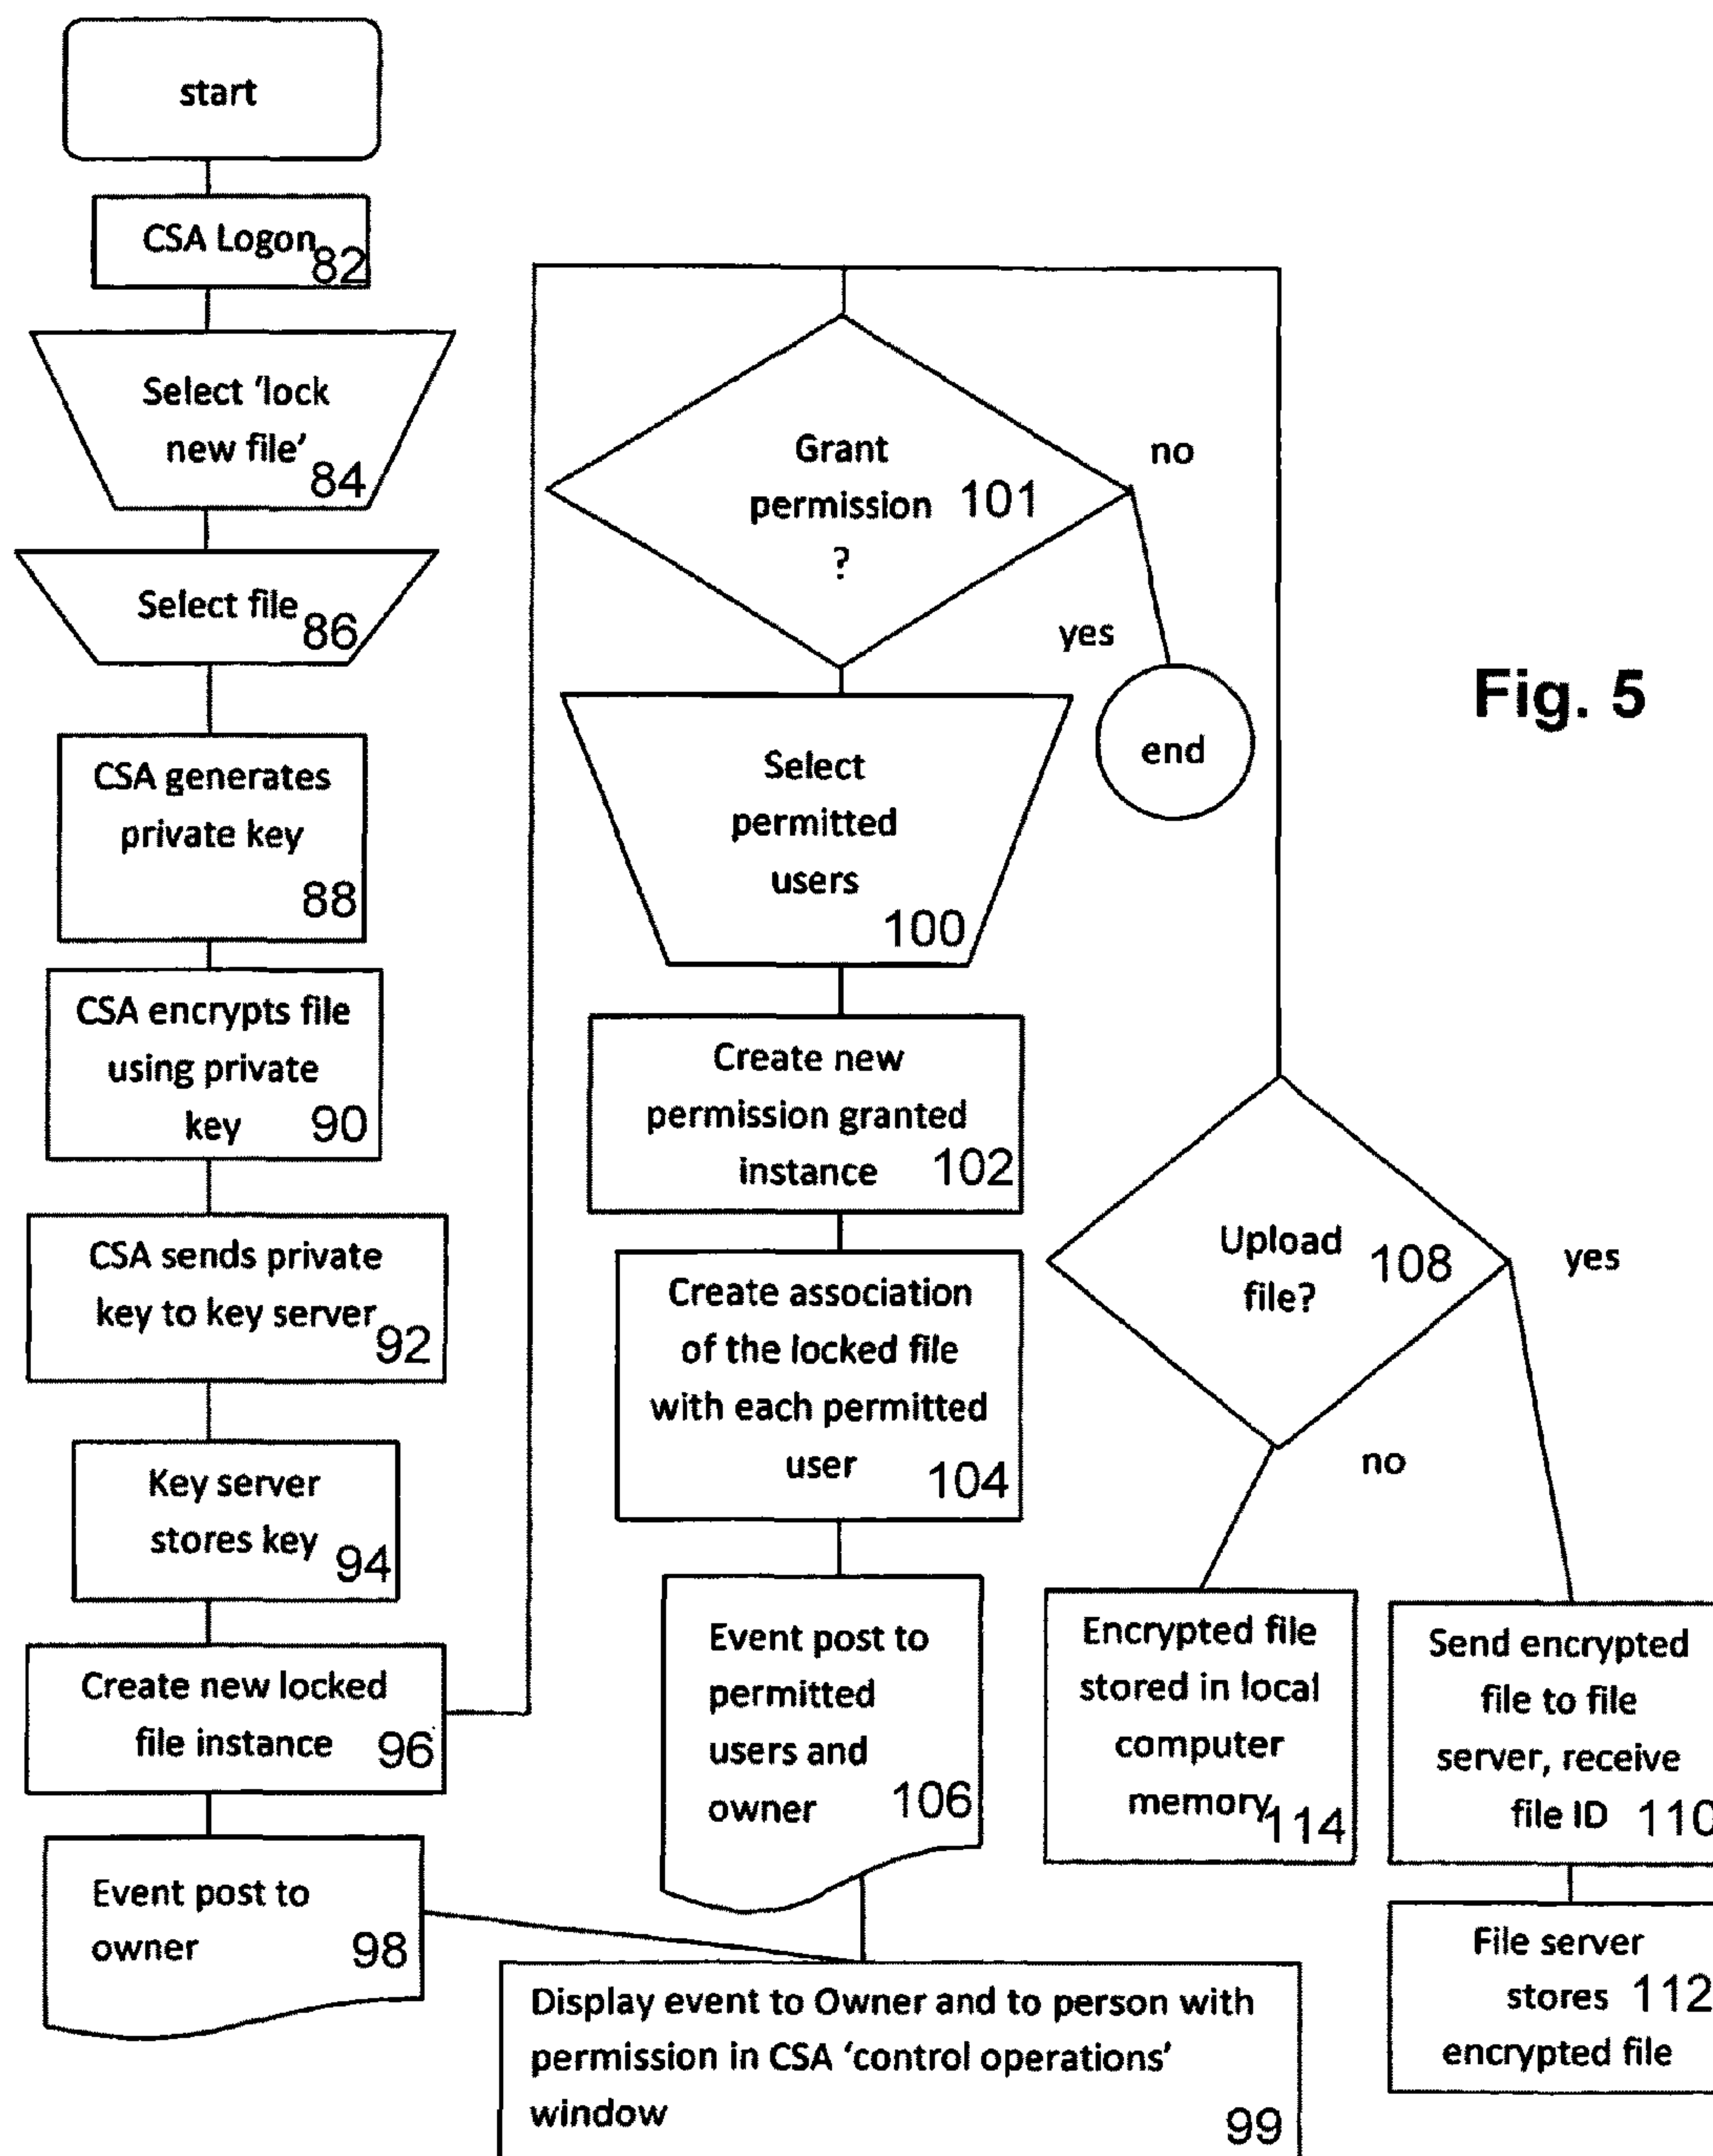 start
CSA Logon
82
Select ‘lock
new file’
84
Select file
86
CSA generates
private key
88
CSA encrypts file
using private
key 90
CSA sends private
key to key server
92
Key server
stores key
94
Create new locked
file instance 96
Event post to
owner 98
Grant
permission 101
?
no
yes
end
Select
permitted
users
100
Create new
permission granted
instance 102
Create association
of the locked file
with each permitted
user 104
Event post to
permitted
users and
owner 106
Display event to Owner and to person with
permission in CSA ‘control operations’
window
99
Fig. 5
Upload 108
file?
yes
no
Encrypted file
stored in local
computer
memory
114
Send encrypted
file to file
server, receive
file ID 110
File server
stores 112
encrypted file